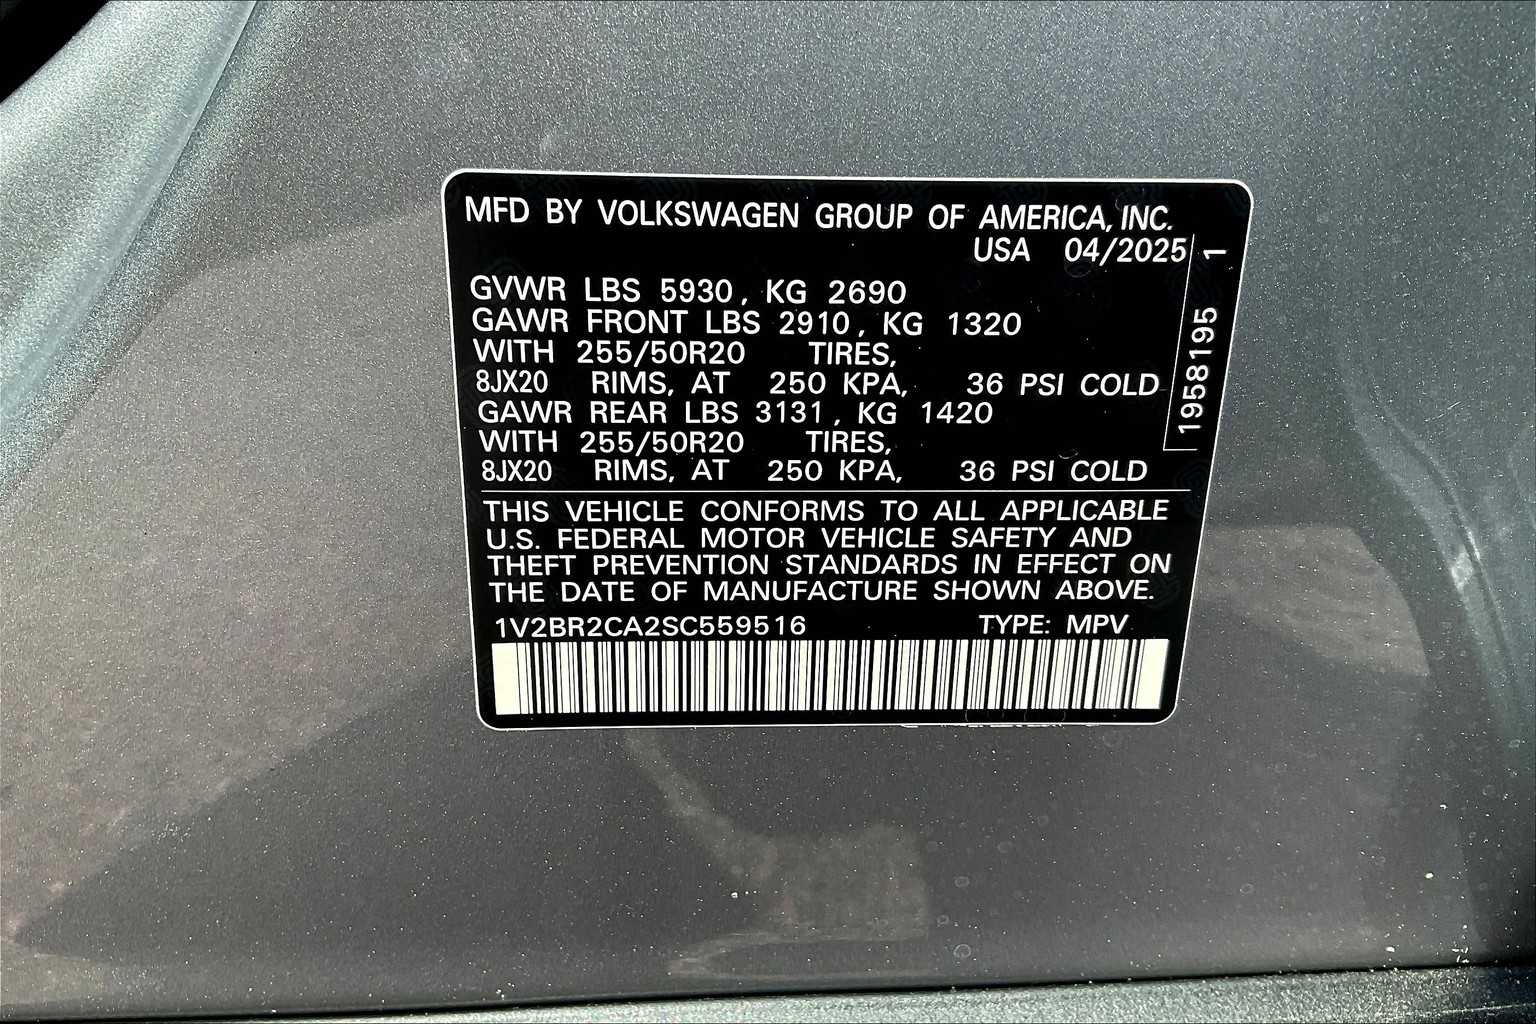 MFD BY VOLKSWAGEN GROUP OF AMERICA, INC.
USA 04/2025
GVWR LBS 5930, KG 2690
GAWR FRONT LBS 2910, KG 1320
WITH 255/50R20 TIRES,
8JX20 RIMS, AT 250 KPA, 36 PSI COLD
GAWR REAR LBS 3131, KG 1420
WITH 255/50R20 TIRES,
8JX20 RIMS, AT 250 KPA, 36 PSI COLD
THIS VEHICLE CONFORMS TO ALL APPLICABLE
U.S. FEDERAL MOTOR VEHICLE SAFETY AND
THEFT PREVENTION STANDARDS IN EFFECT ON
THE DATE OF MANUFACTURE SHOWN ABOVE.
1V2BR2CA2SC559516 TYPE: MPV
1958195 1